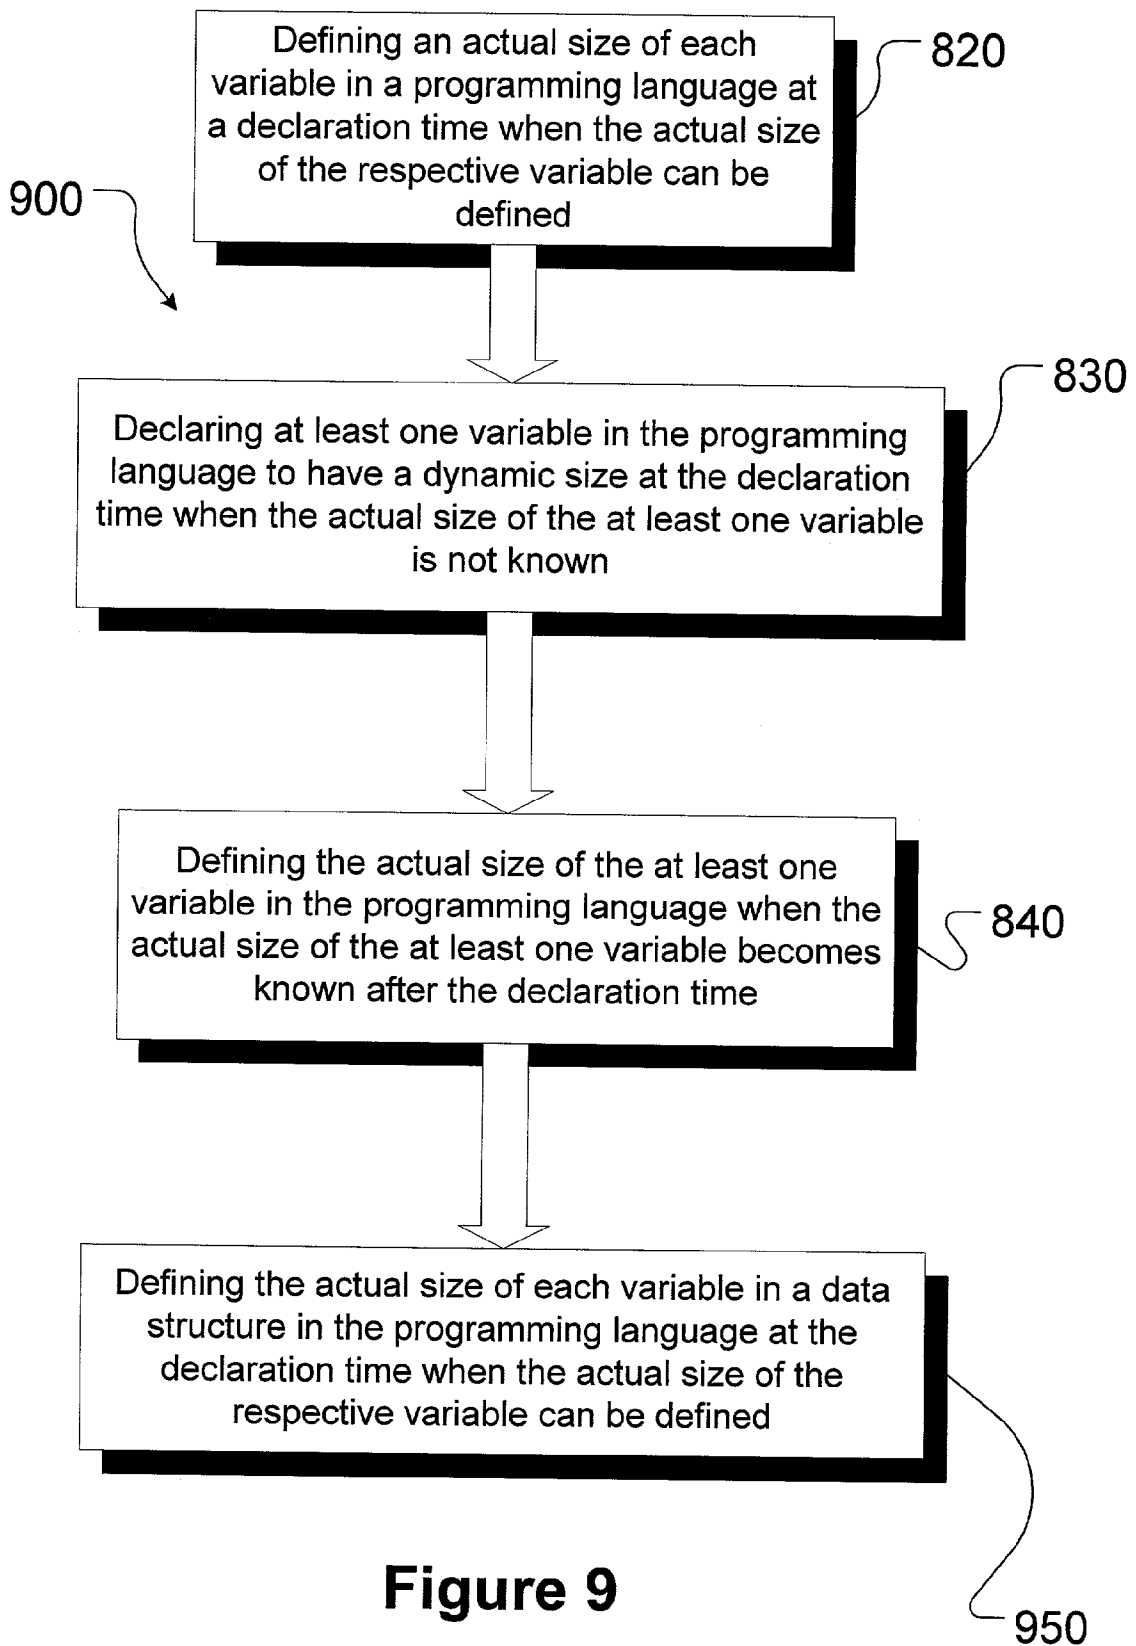 Defining an actual size of each
variable in a programming language at
a declaration time when the actual size
of the respective variable can be
defined
820
900
830
Declaring at least one variable in the programming
language to have a dynamic size at the declaration
time when the actual size of the at least one variable
is not known
Defining the actual size of the at least one
variable in the programming language when the
actual size of the at least one variable becomes
known after the declaration time
840
Defining the actual size of each variable in a data
structure in the programming language at the
declaration time when the actual size of the
respective variable can be defined
950
Figure 9